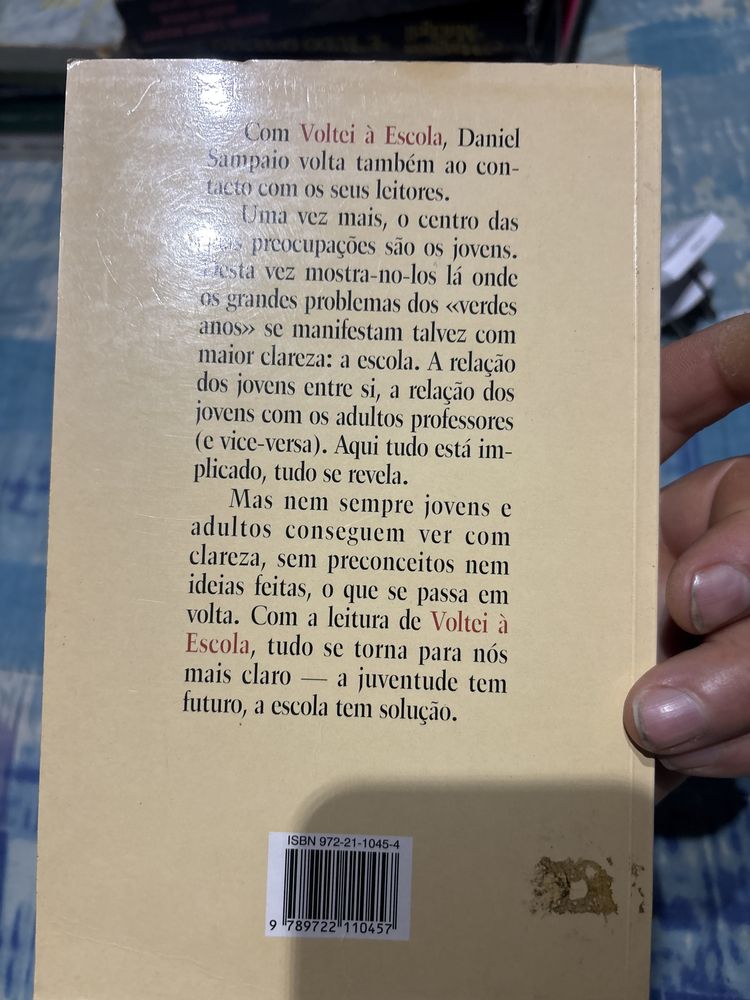 Com Voltei à Escola, Daniel
Sampaio volta também ao con-
tacto com os seus leitores.
Uma vez mais, o centro das
preocupações são os jovens.
Desta vez mostra-no-los lá onde
os grandes problemas dos «verdes
anos» se manifestam talvez com
maior clareza: a escola. A relação
dos jovens entre si, a relação dos
jovens com os adultos professores
(e vice-versa). Aqui tudo está im-
plicado, tudo se revela.
Mas nem sempre jovens e
adultos conseguem ver com
clareza, sem preconceitos nem
ideias feitas, o que se passa em
volta. Com a leitura de Voltei à
Escola, tudo se torna para nós
mais claro — a juventude tem
futuro, a escola tem solução.
ISBN 972-21-1045-4
9 789722 110457